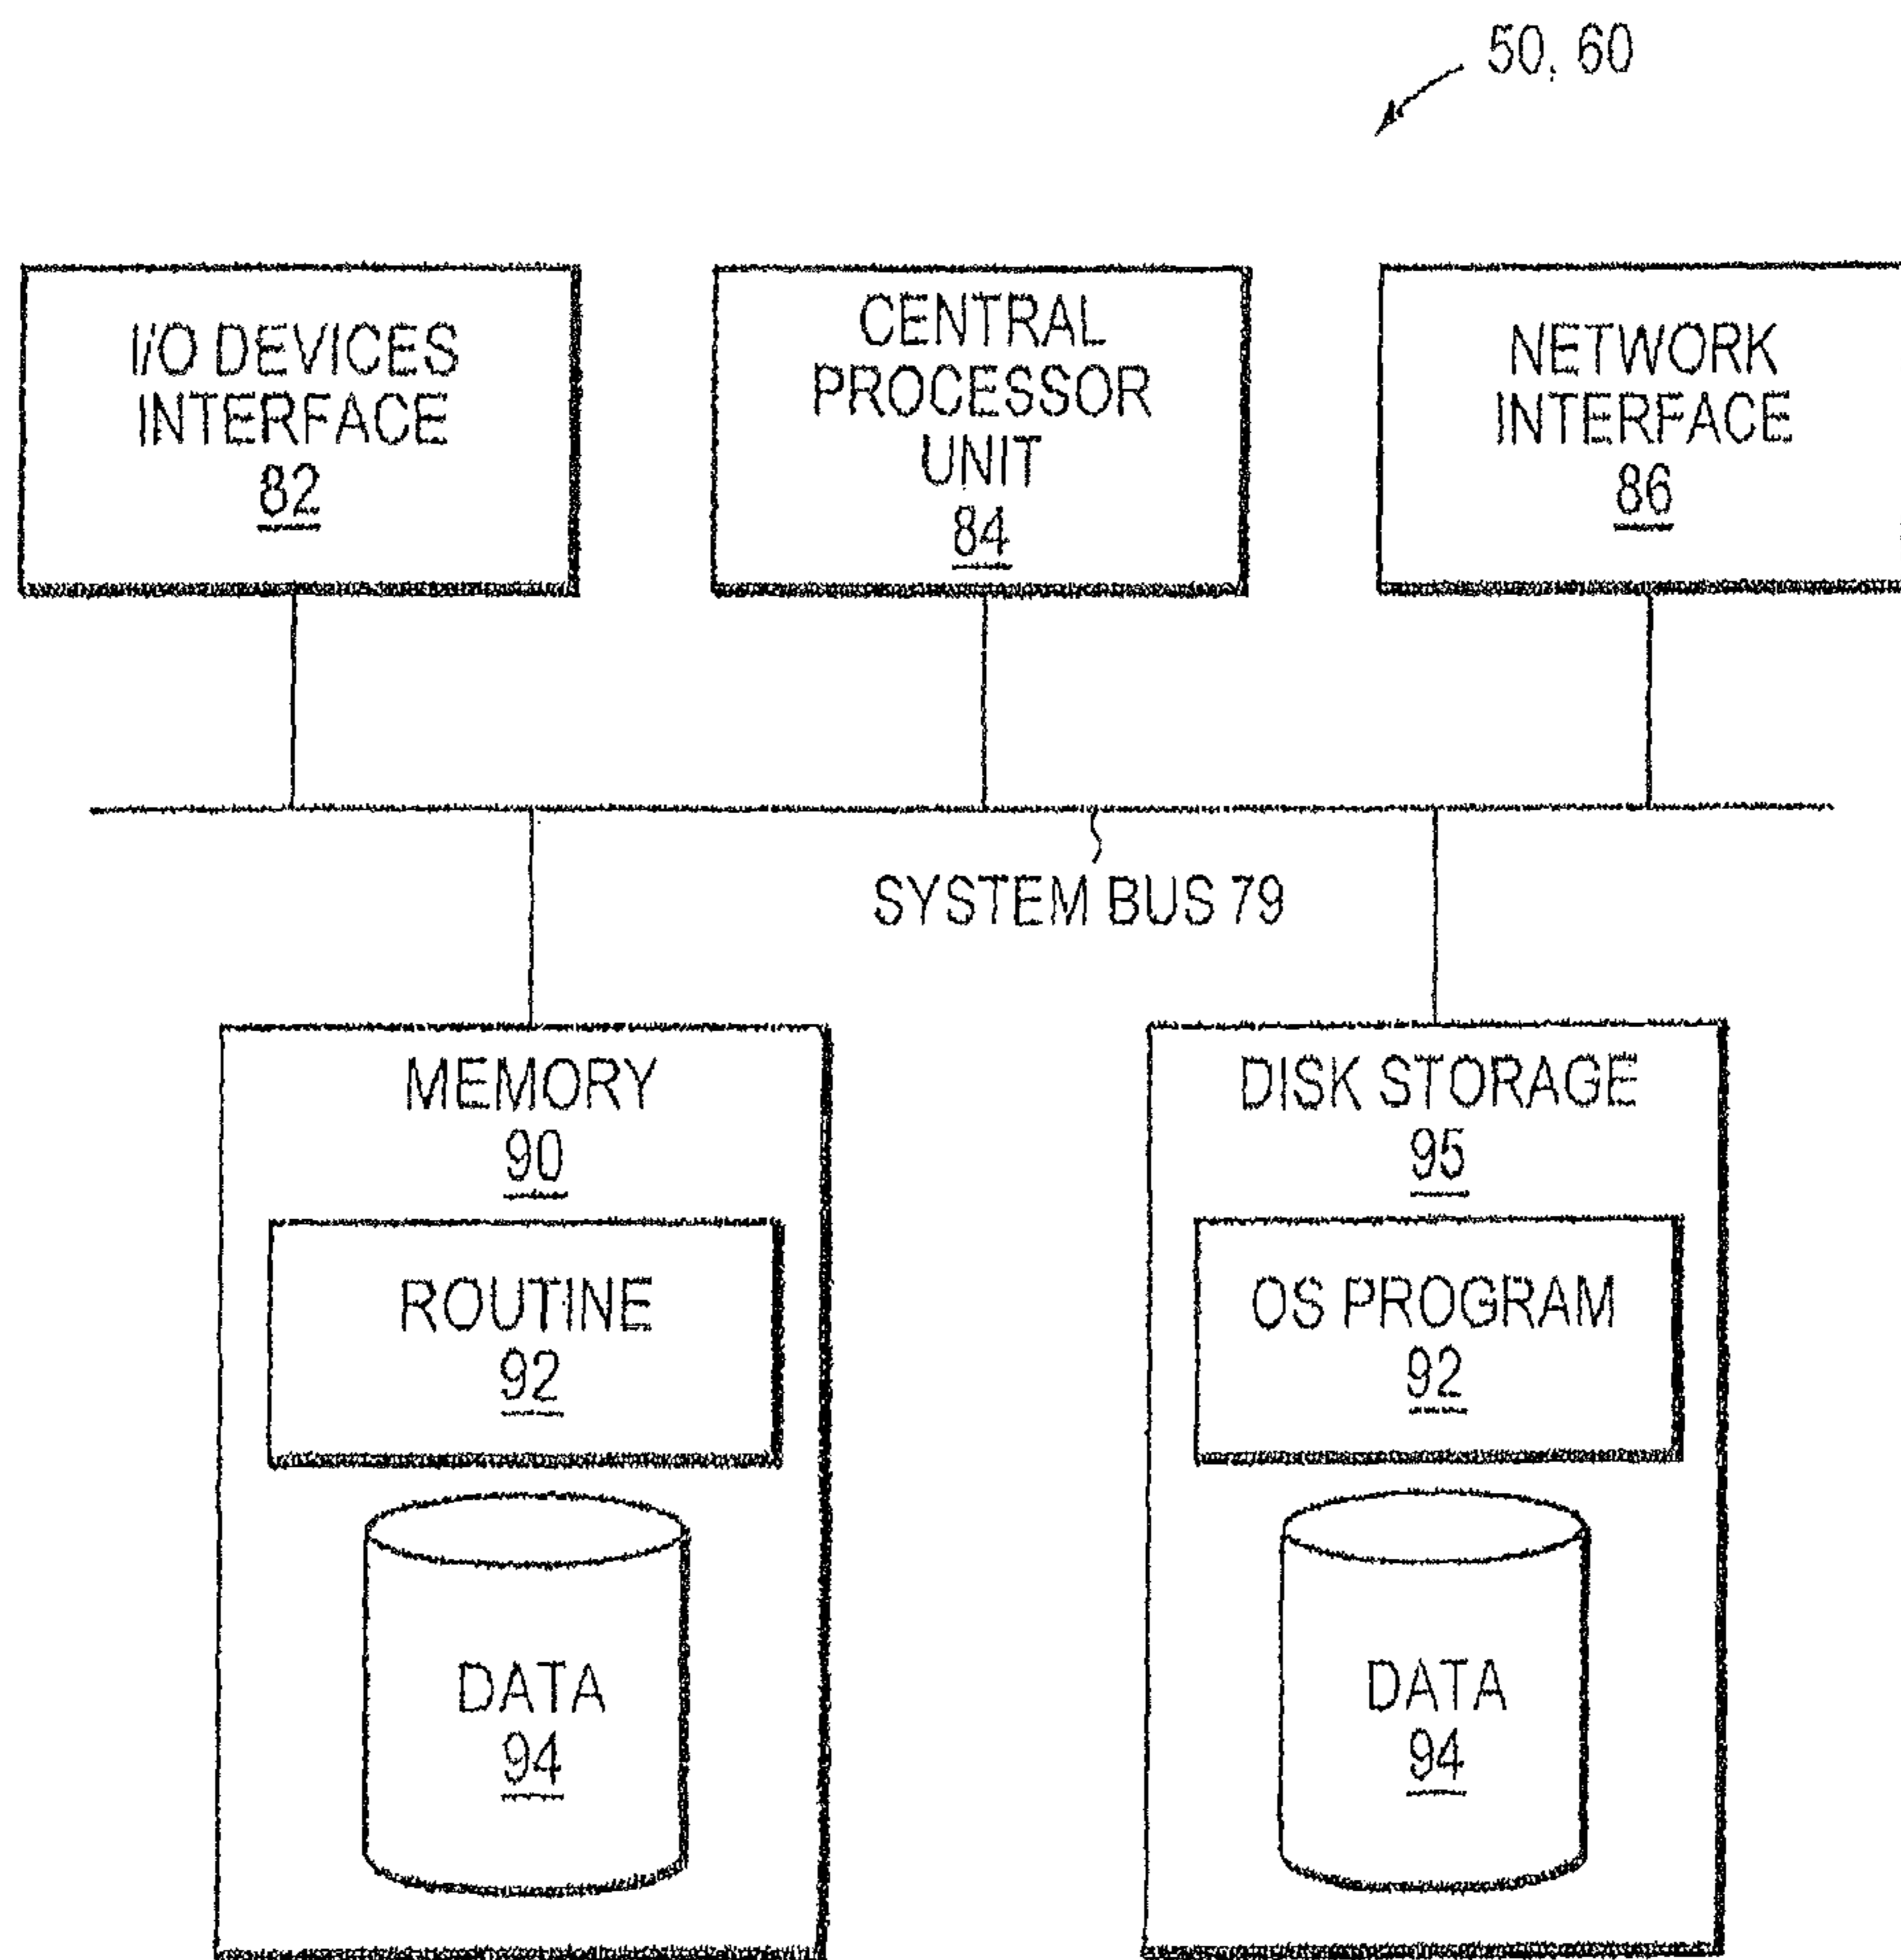 50, 60
I/O DEVICES
INTERFACE
82
CENTRAL
PROCESSOR
UNIT
84
NETWORK
INTERFACE
86
SYSTEM BUS 79
MEMORY
90
ROUTINE
92
DATA
94
DISK STORAGE
95
OS PROGRAM
92
DATA
94